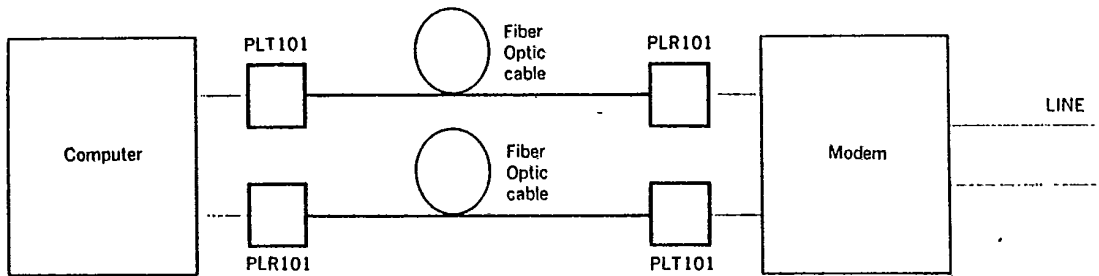 PLT101
Fiber
Optic
cable
PLR101
LINE
Computer
Modem
Fiber
Optic
cable
PLR101
PLT101